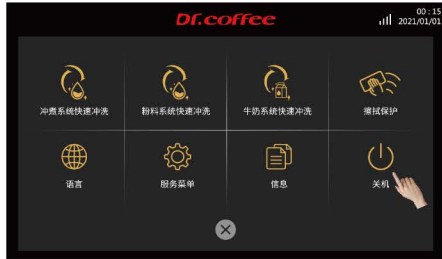 Dr.coffee
00:15
2021/01/01
冲煮系统快速冲洗
粉料系统快速冲洗
牛奶系统快速冲洗
擦拭保护
语言
服务菜单
信息
关机